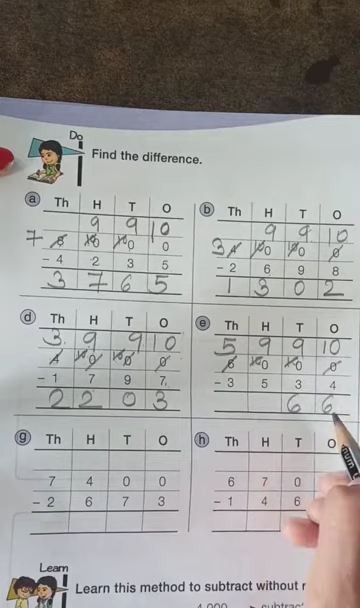 Do
Find the difference.
a Th H T O
9 9 10
7 8 10 10 0
- 4 2 3 5
3 7 6 5
b Th H T O
9 9 10
3 4 10 10 0
- 2 6 9 8
1 3 0 2
d Th H T O
3 9 9 10
4 10 10 0
- 1 7 9 7
2 2 0 3
e Th H T O
5 9 9 10
6 10 10 0
- 3 5 3 4
6 6
g Th H T O
7 4 0 0
- 2 6 7 3
h Th H T O
6 7 0
- 1 4 6
Learn
Learn this method to subtract without r
4,000
subtract